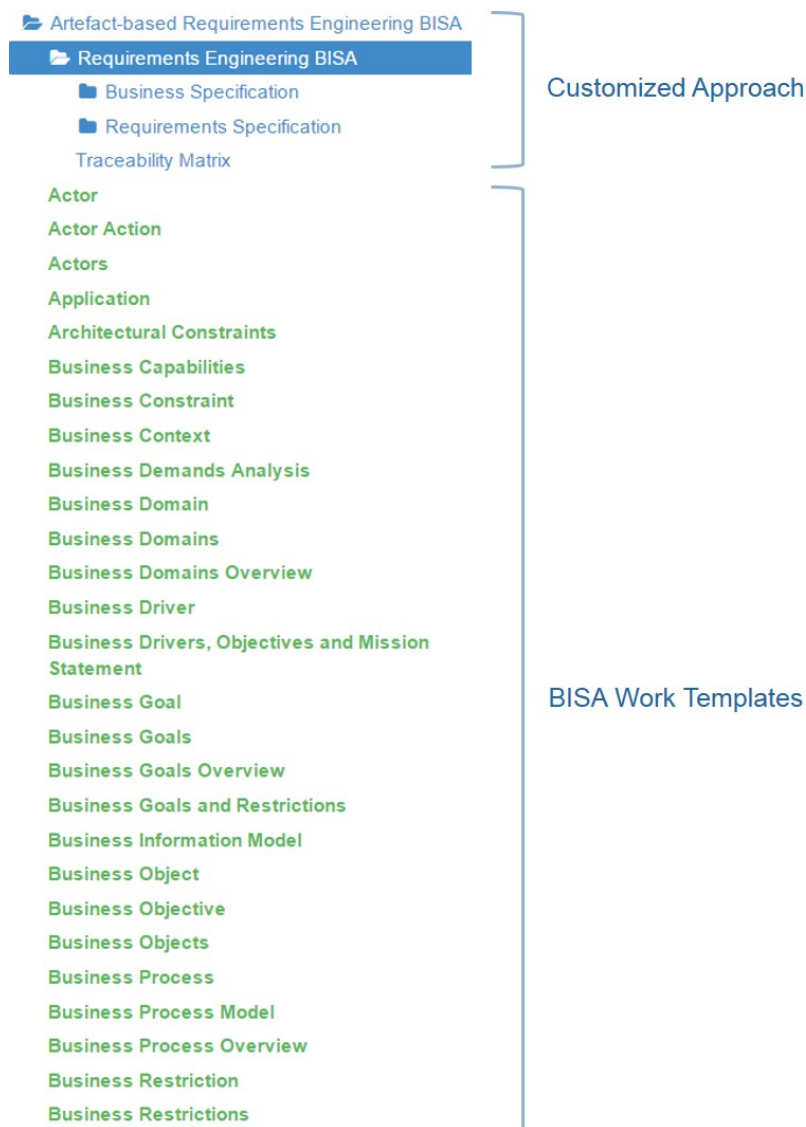 Artefact-based Requirements Engineering BISA
Requirements Engineering BISA
Business Specification
Requirements Specification
Traceability Matrix
Customized Approach
Actor
Actor Action
Actors
Application
Architectural Constraints
Business Capabilities
Business Constraint
Business Context
Business Demands Analysis
Business Domain
Business Domains
Business Domains Overview
Business Driver
Business Drivers, Objectives and Mission
Statement
Business Goal
Business Goals
Business Goals Overview
Business Goals and Restrictions
Business Information Model
Business Object
Business Objective
Business Objects
Business Process
Business Process Model
Business Process Overview
Business Restriction
Business Restrictions
BISA Work Templates